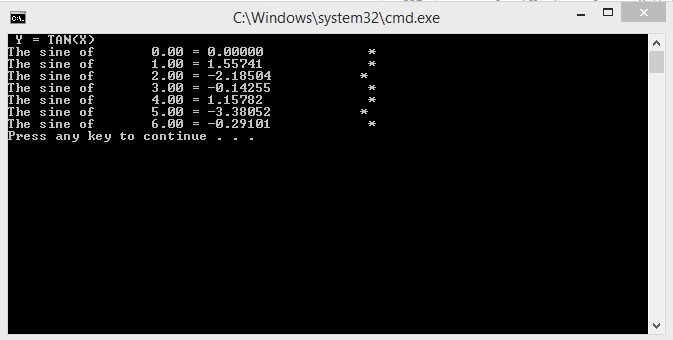 C:\Windows\system32\cmd.exe
Y = TAN(X)
The sine of 0.00 = 0.00000 *
The sine of 1.00 = 1.55741 *
The sine of 2.00 = -2.18504 *
The sine of 3.00 = -0.14255 *
The sine of 4.00 = 1.15782 *
The sine of 5.00 = -3.38052 *
The sine of 6.00 = -0.29101 *
Press any key to continue . . .